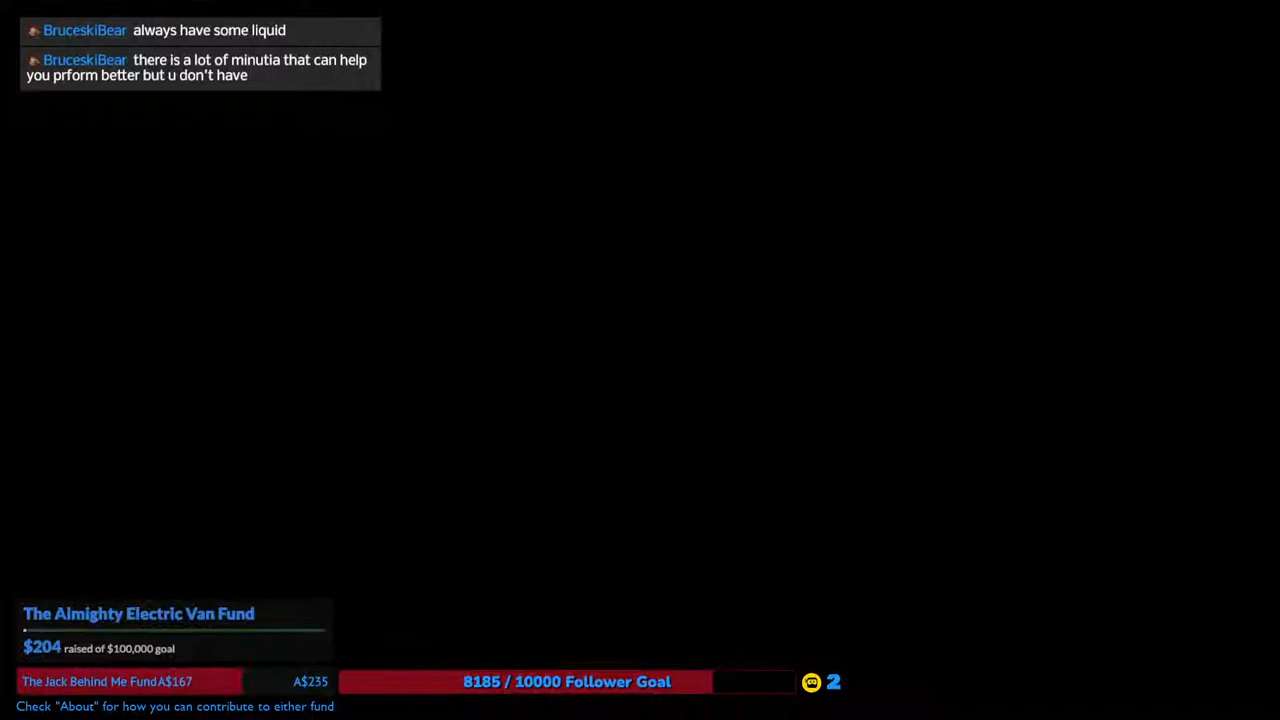 BruceskiBear always have some liquid
BruceskiBear there is a lot of minutia that can help
you prform better but u don't have
The Almighty Electric Van Fund
$204 raised of $100,000 goal
The Jack Behind Me Fund A$167 A$235
8185 / 10000 Follower Goal
2
Check "About" for how you can contribute to either fund